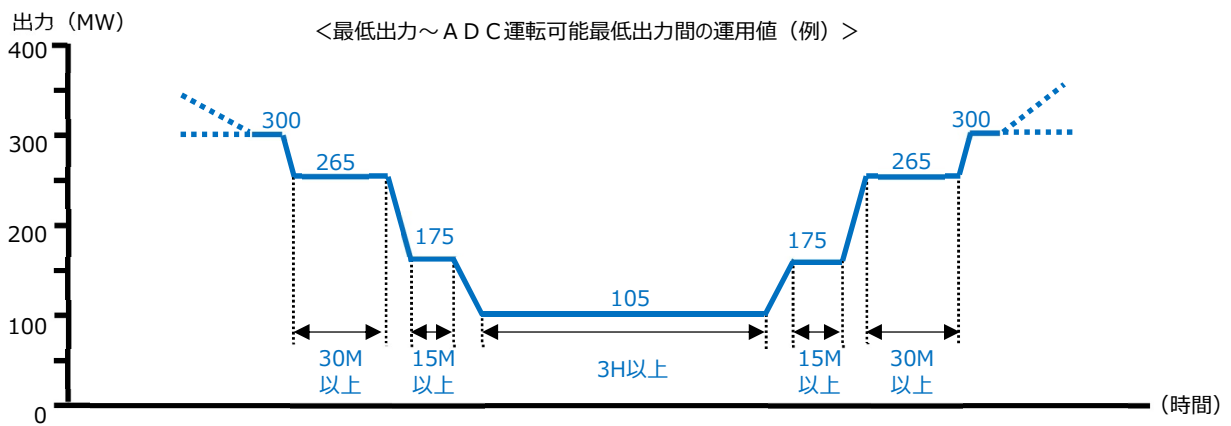 出力（MW）
＜最低出力～ＡＤＣ運転可能最低出力間の運用値（例）＞
400
300
200
100
0
300
265
175
105
175
265
300
30M
以上
15M
以上
3H以上
15M
以上
30M
以上
（時間）